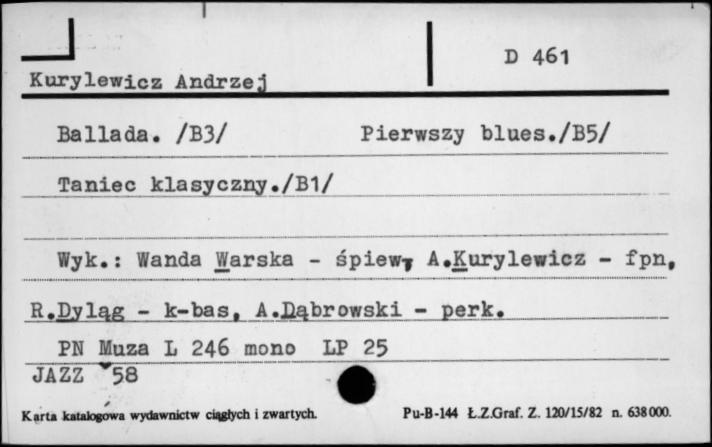 D 461
Kurylewicz Andrzej
Ballada. /B3/ Pierwszy blues./B5/
Taniec klasyczny./B1/
Wyk.: Wanda Warska - śpiew, A.Kurylewicz - fpn,
R.Dyląg - k-bas, A.Dąbrowski - perk.
PN Muza L 246 mono LP 25
JAZZ 58
Karta katalogowa wydawnictw ciągłych i zwartych. Pu-B-144 Ł.Z.Graf. Z. 120/15/82 n. 638000.